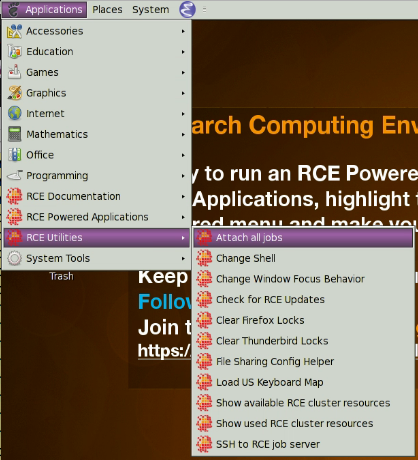 Applications Places System
Accessories
Education
Games
Graphics
Internet
Mathematics
Office
Programming
RCE Documentation
RCE Powered Applications
RCE Utilities
System Tools
Trash
arch Computing Env
y to run an RCE Powere
Applications, highlight
red menu and make you
Keep
Follo
Join t
https:/
Attach all jobs
Change Shell
Change Window Focus Behavior
Check for RCE Updates
Clear Firefox Locks
Clear Thunderbird Locks
File Sharing Config Helper
Load US Keyboard Map
Show available RCE cluster resources
Show used RCE cluster resources
SSH to RCE job server